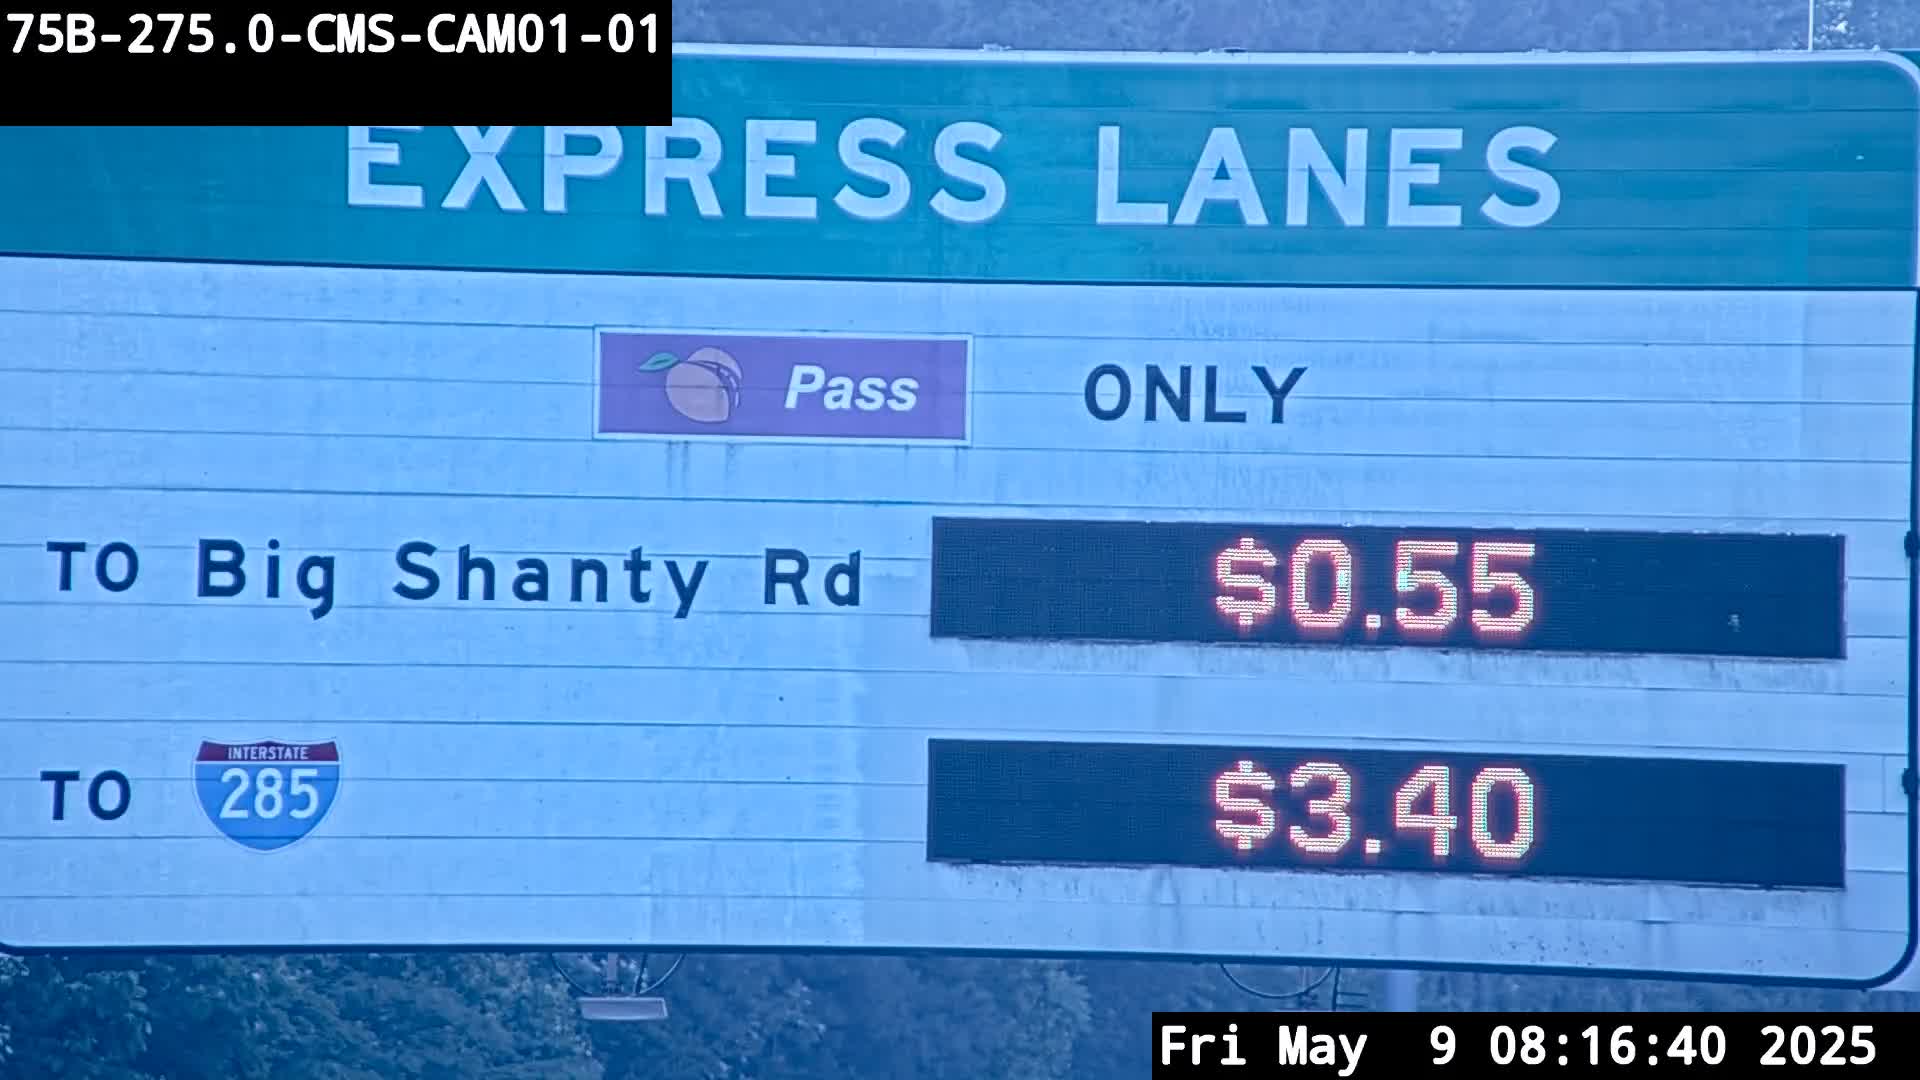 75B-275.0-CMS-CAM01-01
EXPRESS LANES
Pass ONLY
TO Big Shanty Rd $0.55
TO INTERSTATE 285 $3.40
Fri May 9 08:16:40 2025